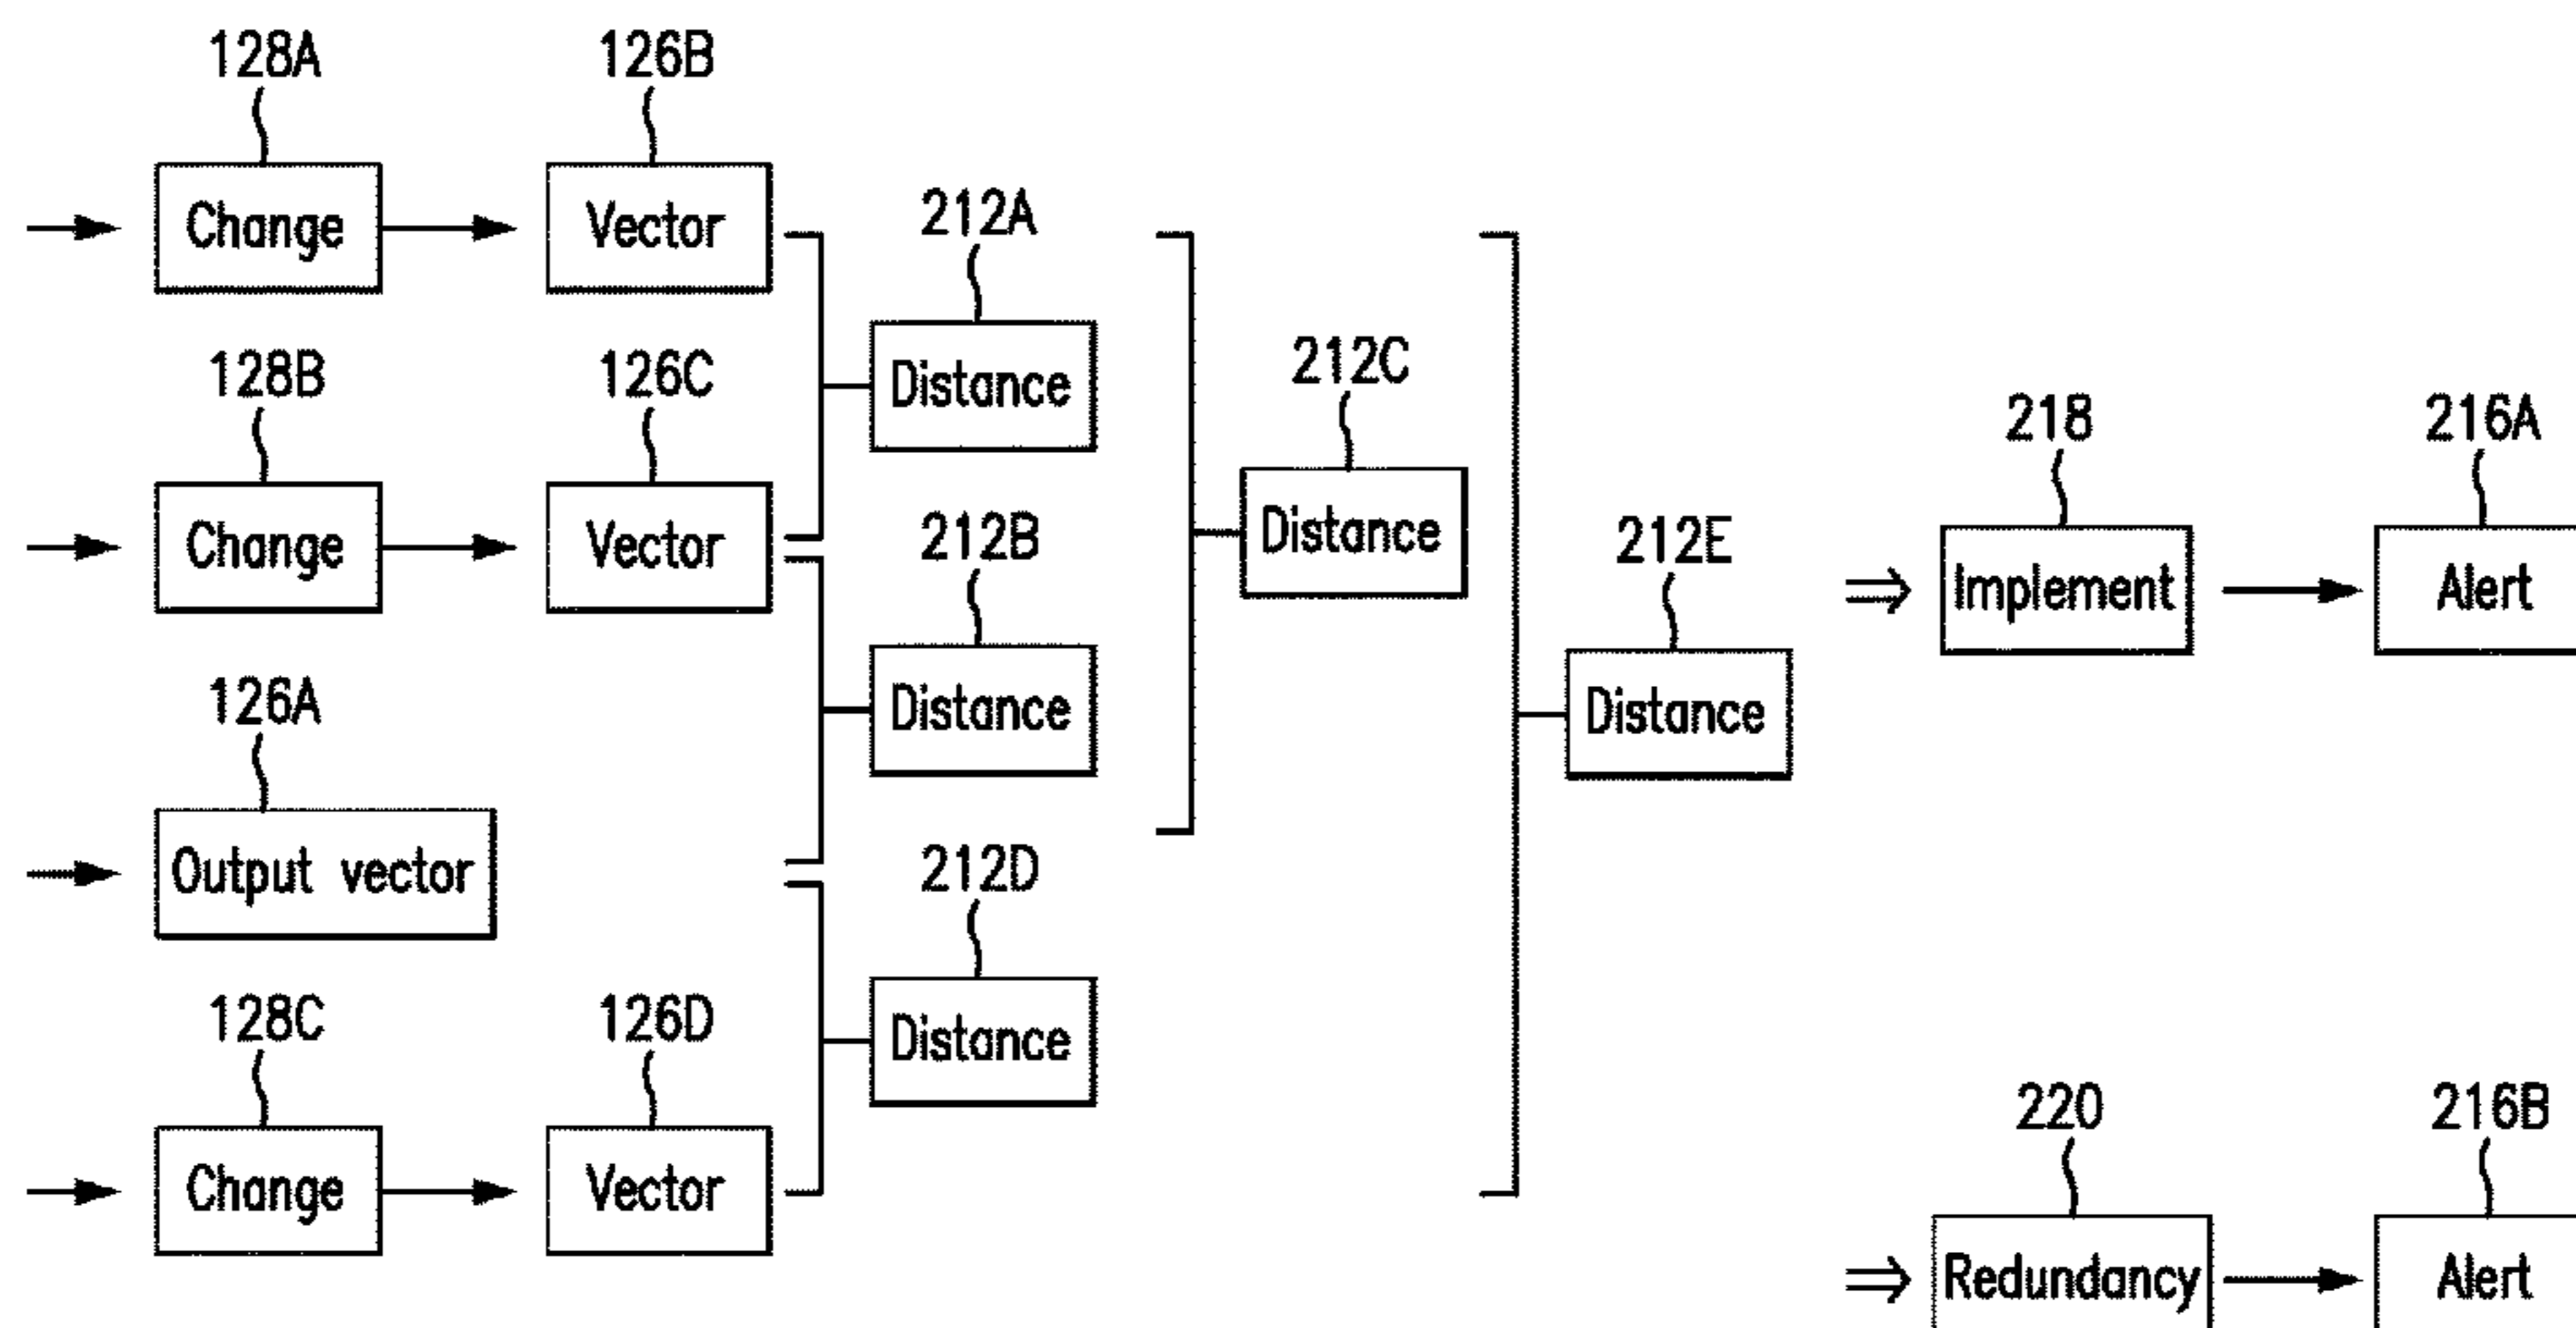 128A
126B
Change
Vector
212A
Distance
128B
126C
Change
Vector
212B
Distance
212C
Distance
126A
Output vector
212D
Distance
128C
126D
Change
Vector
212E
Distance
218
Implement
216A
Alert
220
Redundancy
216B
Alert